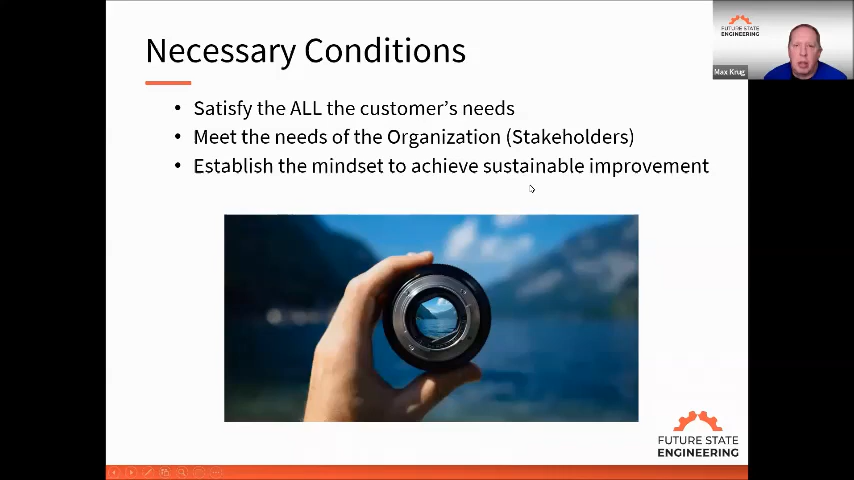 Necessary Conditions
• Satisfy the ALL the customer's needs
• Meet the needs of the Organization (Stakeholders)
• Establish the mindset to achieve sustainable improvement
FUTURE STATE
ENGINEERING
Max Krug
FUTURE STATE
ENGINEERING